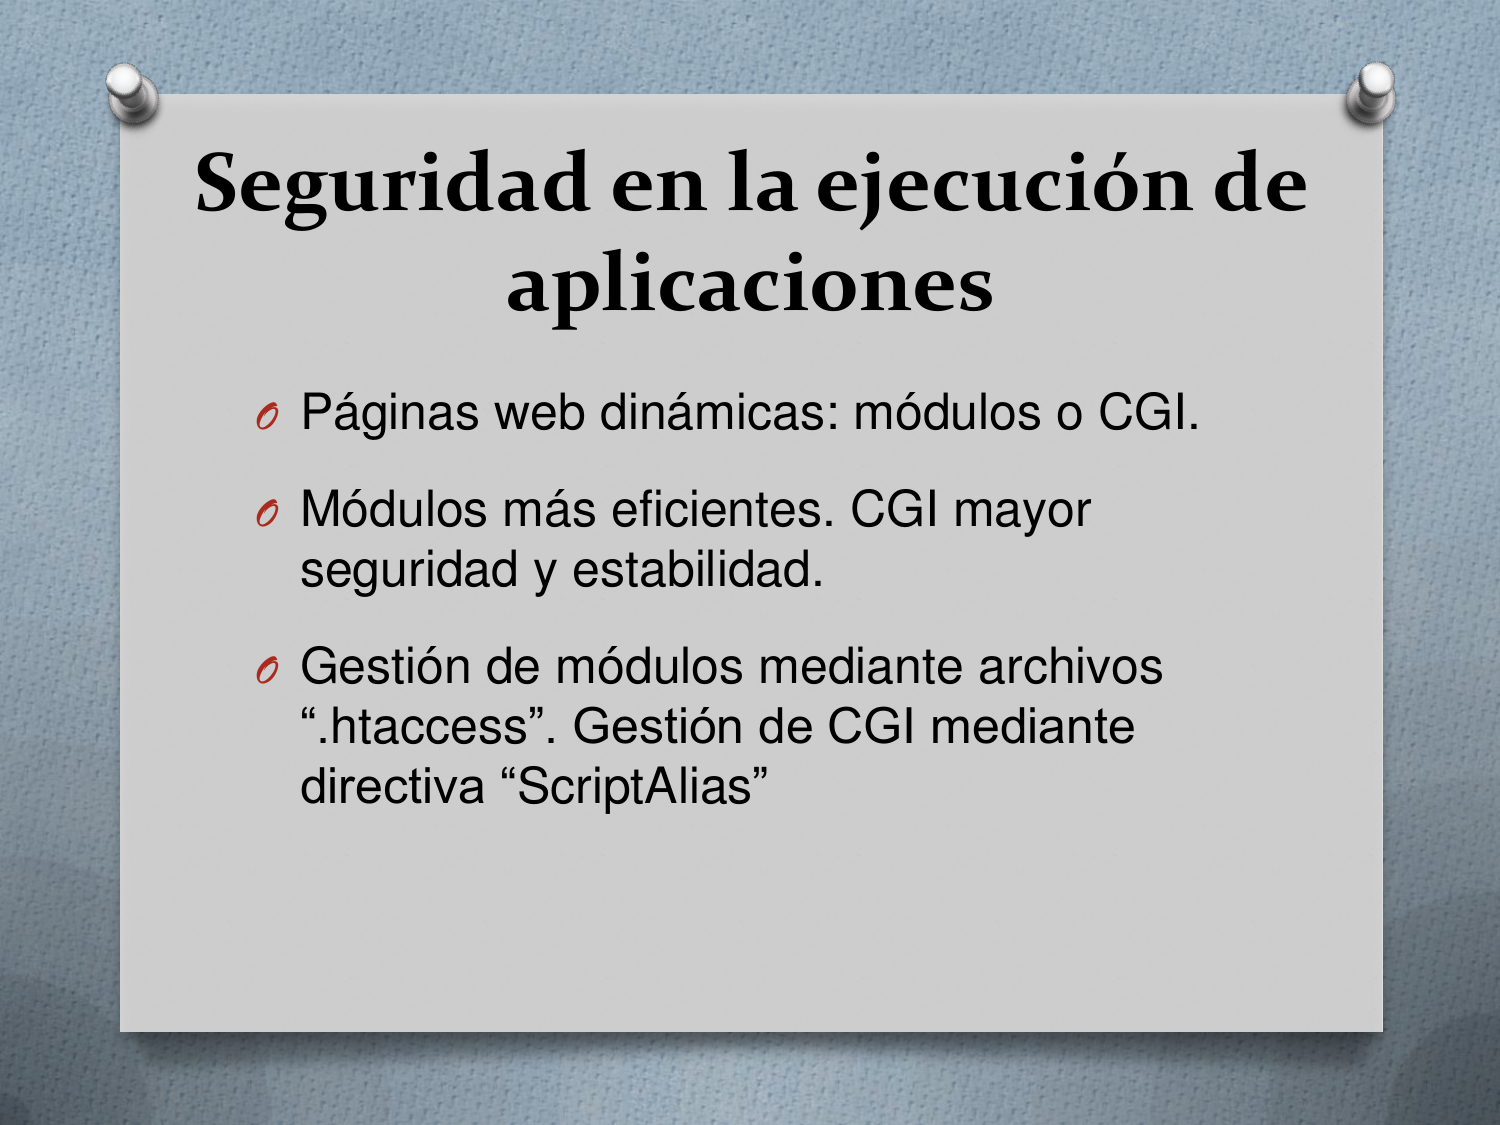 Seguridad en la ejecución de
aplicaciones
Páginas web dinámicas: módulos o CGI.
Módulos más eficientes. CGI mayor
seguridad y estabilidad.
Gestión de módulos mediante archivos
“.htaccess”. Gestión de CGI mediante
directiva “ScriptAlias”